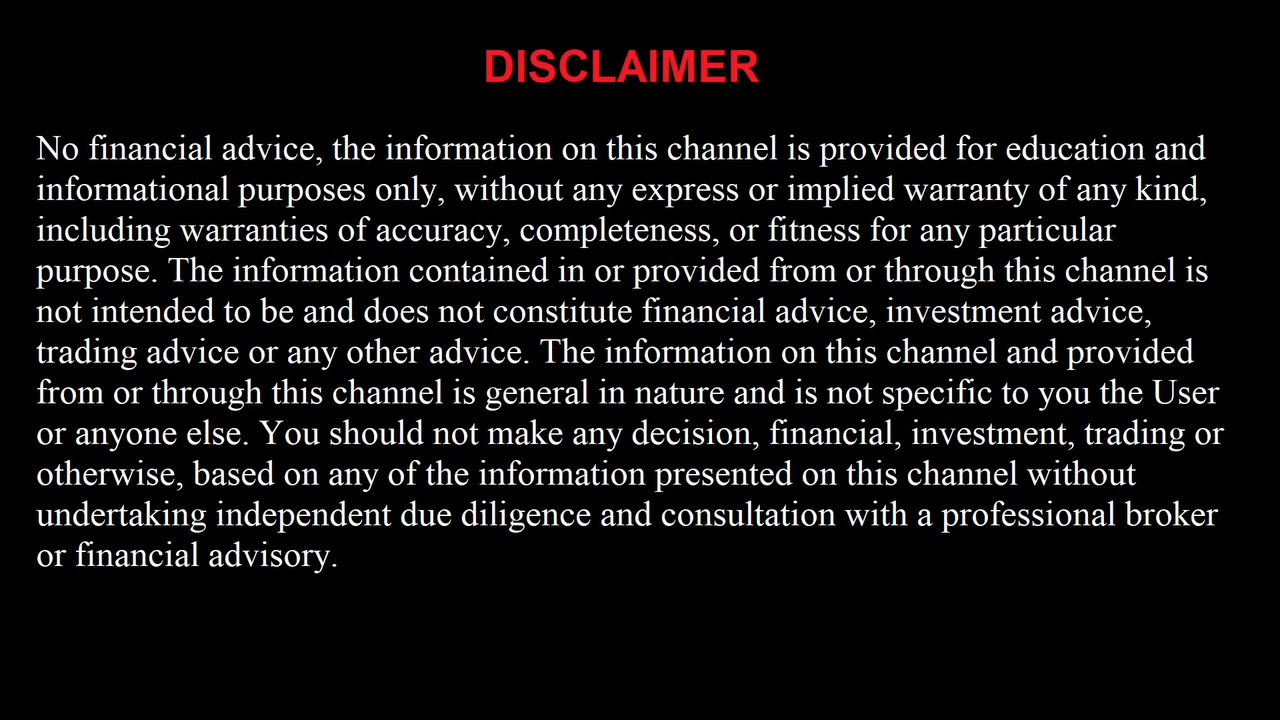 DISCLAIMER
No financial advice, the information on this channel is provided for education and
informational purposes only, without any express or implied warranty of any kind,
including warranties of accuracy, completeness, or fitness for any particular
purpose. The information contained in or provided from or through this channel is
not intended to be and does not constitute financial advice, investment advice,
trading advice or any other advice. The information on this channel and provided
from or through this channel is general in nature and is not specific to you the User
or anyone else. You should not make any decision, financial, investment, trading or
otherwise, based on any of the information presented on this channel without
undertaking independent due diligence and consultation with a professional broker
or financial advisory.